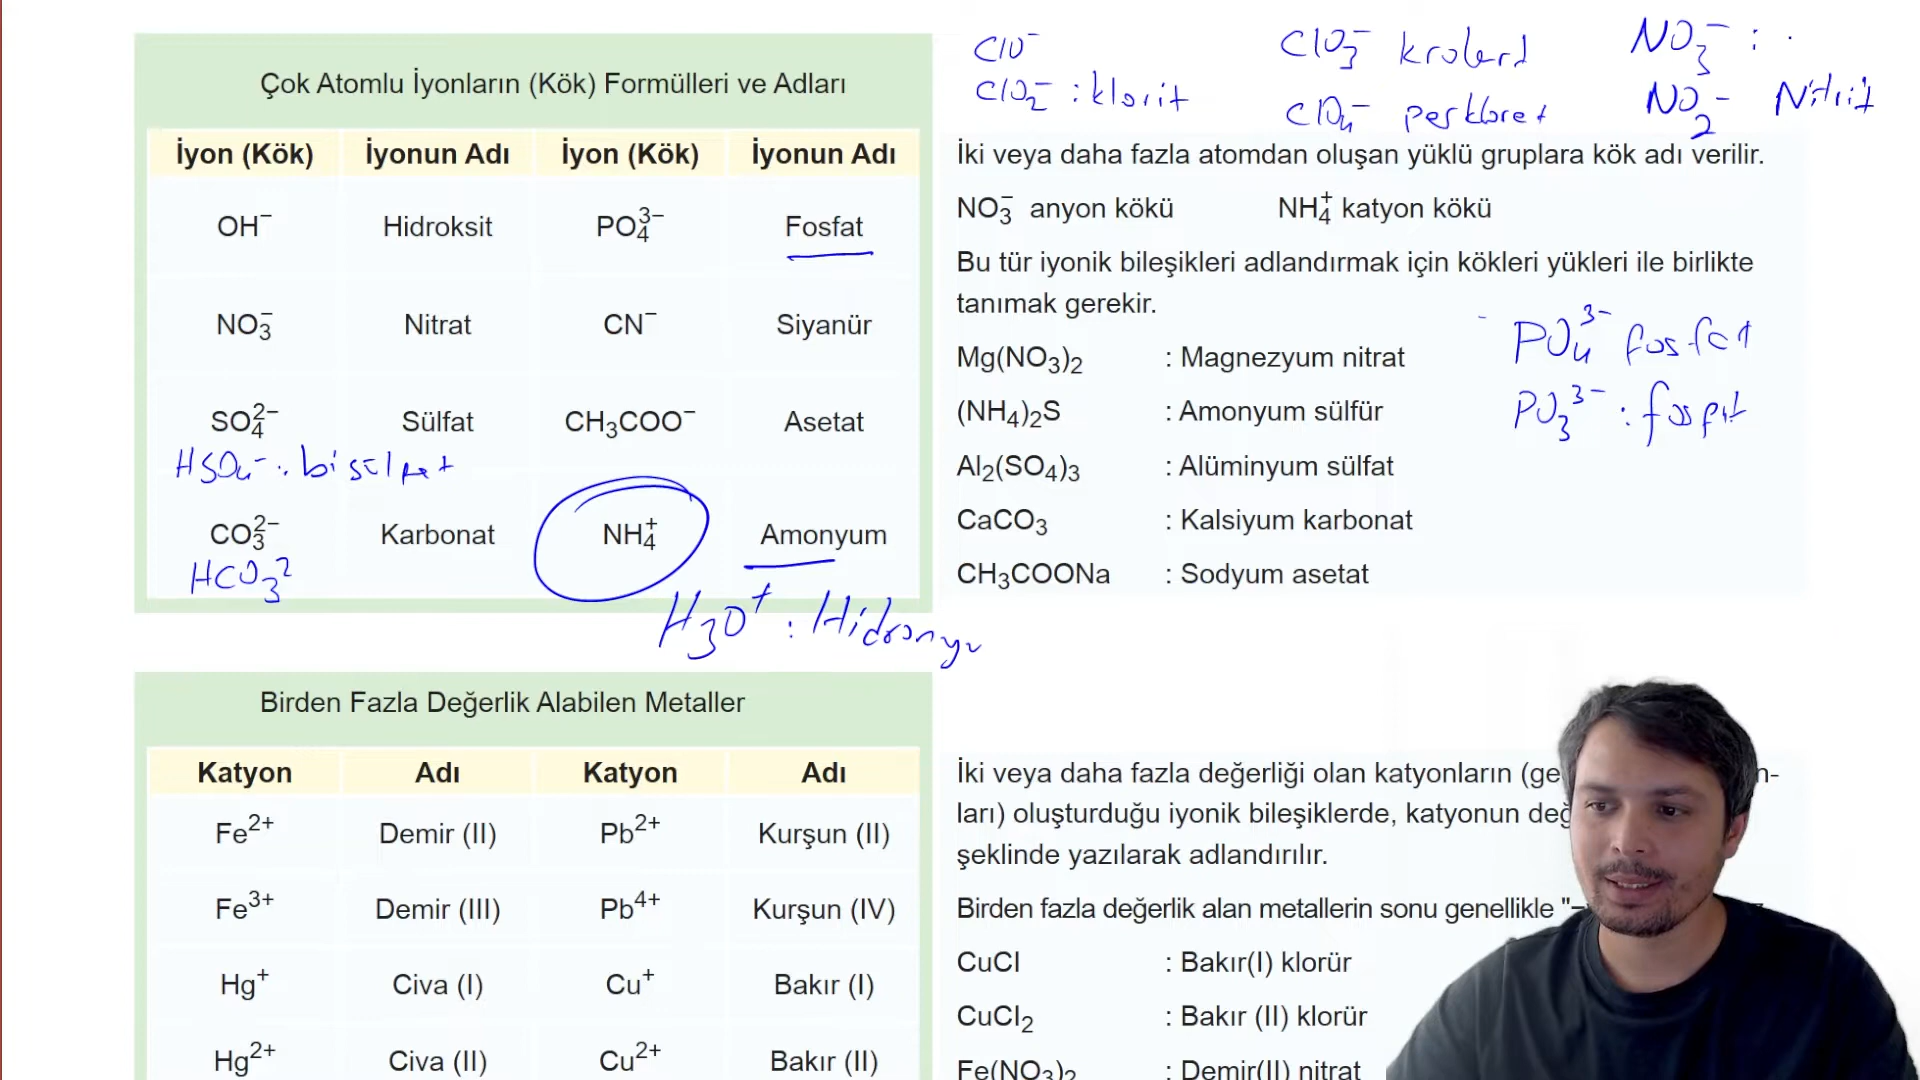 ClO⁻
ClO₂⁻ : klorit
ClO₃⁻ krolart
ClO₄⁻ perklorat
NO₃⁻ :
NO₂⁻ Nitrit
Çok Atomlu İyonların (Kök) Formülleri ve Adları
İyon (Kök) İyonun Adı İyon (Kök) İyonun Adı
OH⁻ Hidroksit PO₄³⁻ Fosfat
NO₃⁻ Nitrat CN⁻ Siyanür
SO₄²⁻ Sülfat CH₃COO⁻ Asetat
HSO₄⁻ : bisülfat
CO₃²⁻ Karbonat NH₄⁺ Amonyum
HCO₃²
H₃O⁺ : Hidronyu
İki veya daha fazla atomdan oluşan yüklü gruplara kök adı verilir.
NO₃⁻ anyon kökü NH₄⁺ katyon kökü
Bu tür iyonik bileşikleri adlandırmak için kökleri yükleri ile birlikte
tanımak gerekir.
Mg(NO₃)₂ : Magnezyum nitrat
(NH₄)₂S : Amonyum sülfür
Al₂(SO₄)₃ : Alüminyum sülfat
CaCO₃ : Kalsiyum karbonat
CH₃COONa : Sodyum asetat
PO₄³⁻ fosfat
PO₃³⁻ : fosfit
Birden Fazla Değerlik Alabilen Metaller
Katyon Adı Katyon Adı
Fe²⁺ Demir (II) Pb²⁺ Kurşun (II)
Fe³⁺ Demir (III) Pb⁴⁺ Kurşun (IV)
Hg⁺ Civa (I) Cu⁺ Bakır (I)
Hg²⁺ Civa (II) Cu²⁺ Bakır (II)
İki veya daha fazla değerliği olan katyonların
ları) oluşturduğu iyonik bileşiklerde, katyonun
şeklinde yazılarak adlandırılır.
Birden fazla değerlik alan metallerin sonu genellikle
CuCl : Bakır(I) klorür
CuCl₂ : Bakır (II) klorür
Fe(NO₃)₂ : Demir(II) nitrat